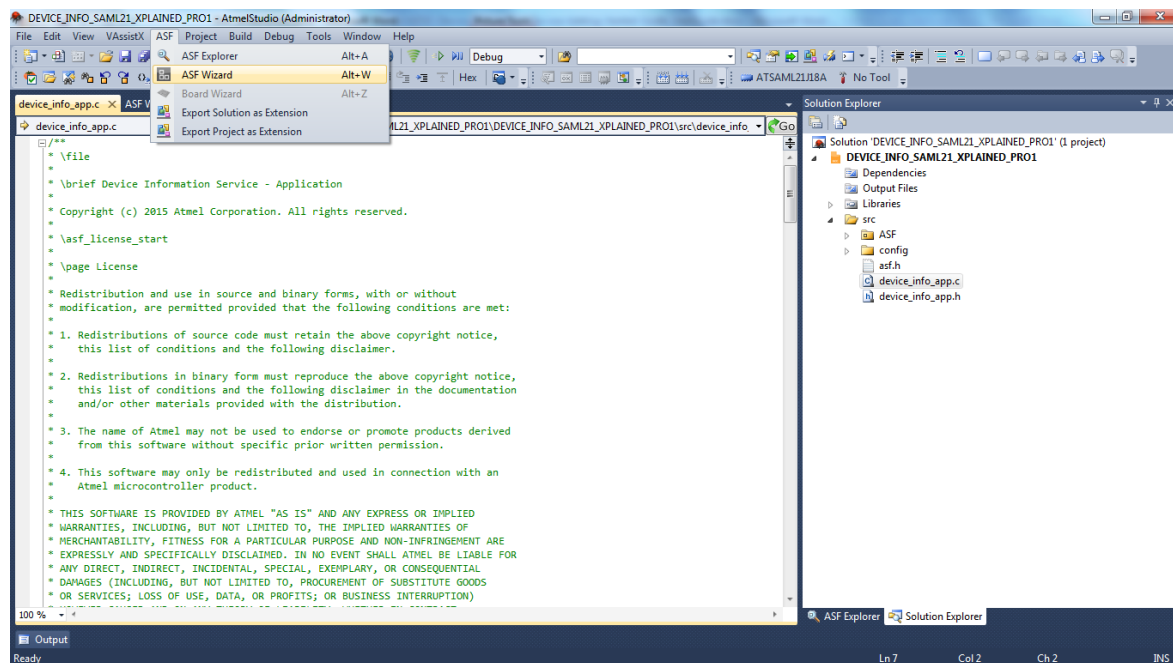 DEVICE_INFO_SAML21_XPLAINED_PRO1 - AtmelStudio (Administrator)
File Edit View VAssistX ASF Project Build Debug Tools Window Help
ASF Explorer Alt+A
Debug
ASF Wizard Alt+W
Hex
ATSAML21J18A
No Tool
Board Wizard Alt+Z
Export Solution as Extension
Export Project as Extension
device_info_app.c
ASF W
device_info_app.c
ML21_XPLAINED_PRO1\DEVICE_INFO_SAML21_XPLAINED_PRO1\src\device_info_
Go
/**
* \file
*
* \brief Device Information Service - Application
*
* Copyright (c) 2015 Atmel Corporation. All rights reserved.
*
* \asf_license_start
*
* \page License
*
* Redistribution and use in source and binary forms, with or without
* modification, are permitted provided that the following conditions are met:
*
* 1. Redistributions of source code must retain the above copyright notice,
*    this list of conditions and the following disclaimer.
*
* 2. Redistributions in binary form must reproduce the above copyright notice,
*    this list of conditions and the following disclaimer in the documentation
*    and/or other materials provided with the distribution.
*
* 3. The name of Atmel may not be used to endorse or promote products derived
*    from this software without specific prior written permission.
*
* 4. This software may only be redistributed and used in connection with an
*    Atmel microcontroller product.
*
* THIS SOFTWARE IS PROVIDED BY ATMEL "AS IS" AND ANY EXPRESS OR IMPLIED
* WARRANTIES, INCLUDING, BUT NOT LIMITED TO, THE IMPLIED WARRANTIES OF
* MERCHANTABILITY, FITNESS FOR A PARTICULAR PURPOSE AND NON-INFRINGEMENT ARE
* EXPRESSLY AND SPECIFICALLY DISCLAIMED. IN NO EVENT SHALL ATMEL BE LIABLE FOR
* ANY DIRECT, INDIRECT, INCIDENTAL, SPECIAL, EXEMPLARY, OR CONSEQUENTIAL
* DAMAGES (INCLUDING, BUT NOT LIMITED TO, PROCUREMENT OF SUBSTITUTE GOODS
* OR SERVICES; LOSS OF USE, DATA, OR PROFITS; OR BUSINESS INTERRUPTION)
100 %
Solution Explorer
Solution 'DEVICE_INFO_SAML21_XPLAINED_PRO1' (1 project)
DEVICE_INFO_SAML21_XPLAINED_PRO1
Dependencies
Output Files
Libraries
src
ASF
config
asf.h
device_info_app.c
device_info_app.h
ASF Explorer
Solution Explorer
Output
Ready
Ln 7 Col 2 Ch 2 INS